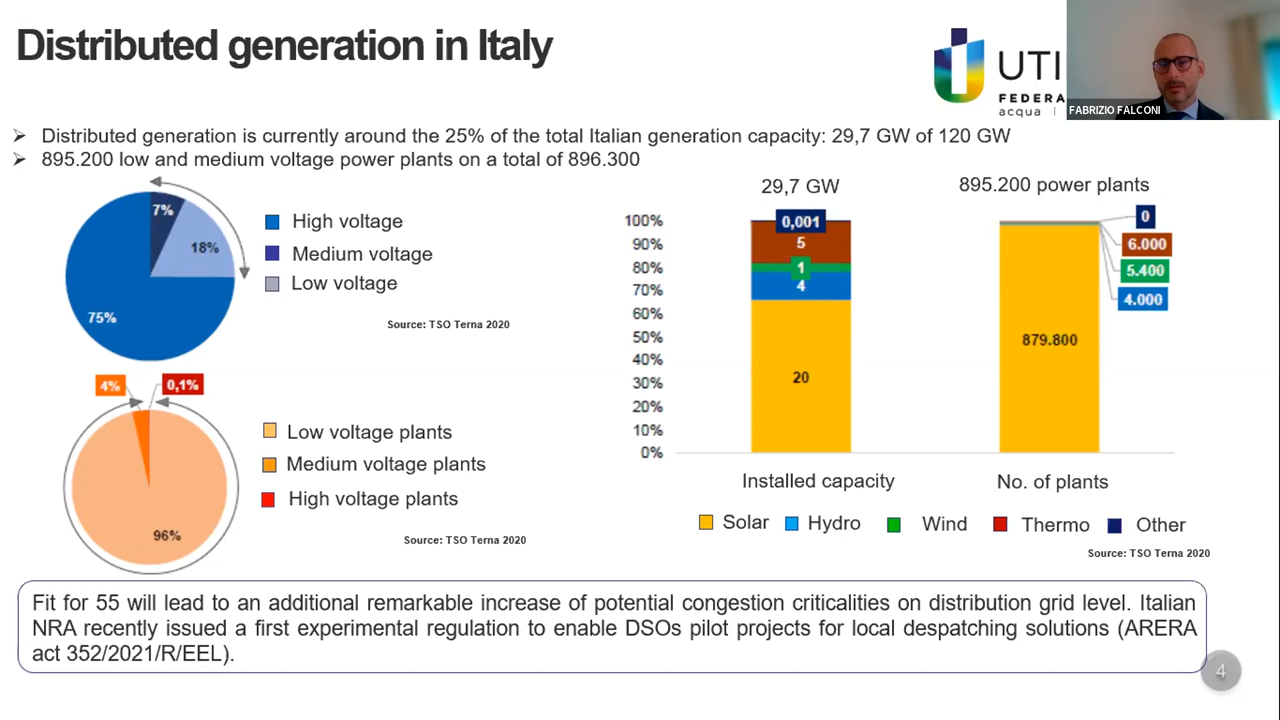 Distributed generation in Italy
UTI
FEDERA
acqua |
FABRIZIO FALCONI
➢ Distributed generation is currently around the 25% of the total Italian generation capacity: 29,7 GW of 120 GW
➢ 895.200 low and medium voltage power plants on a total of 896.300
7%
18%
75%
High voltage
Medium voltage
Low voltage
Source: TSO Terna 2020
4%
0,1%
96%
Low voltage plants
Medium voltage plants
High voltage plants
Source: TSO Terna 2020
29,7 GW
895.200 power plants
100%
90%
80%
70%
60%
50%
40%
30%
20%
10%
0%
0,001
5
1
4
20
0
6.000
5.400
4.000
879.800
Installed capacity
No. of plants
Solar
Hydro
Wind
Thermo
Other
Source: TSO Terna 2020
Fit for 55 will lead to an additional remarkable increase of potential congestion criticalities on distribution grid level. Italian
NRA recently issued a first experimental regulation to enable DSOs pilot projects for local despatching solutions (ARERA
act 352/2021/R/EEL).
4